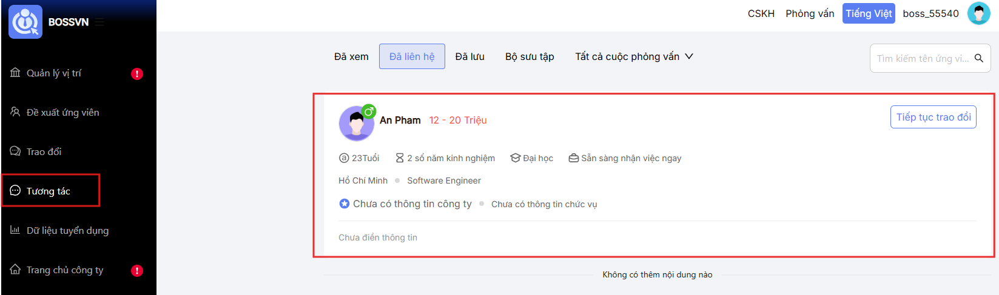 BOSSVN
CSKH Phỏng vấn Tiếng Việt boss_55540
Quản lý vị trí
Đề xuất ứng viên
Trao đổi
Tương tác
Dữ liệu tuyển dụng
Trang chủ công ty
Đã xem Đã liên hệ Đã lưu Bộ sưu tập Tất cả cuộc phỏng vấn
Tìm kiếm tên ứng vi...
An Pham 12 - 20 Triệu
Tiếp tục trao đổi
23Tuổi 2 số năm kinh nghiệm Đại học Sẵn sàng nhận việc ngay
Hồ Chí Minh Software Engineer
Chưa có thông tin công ty Chưa có thông tin chức vụ
Chưa điền thông tin
Không có thêm nội dung nào